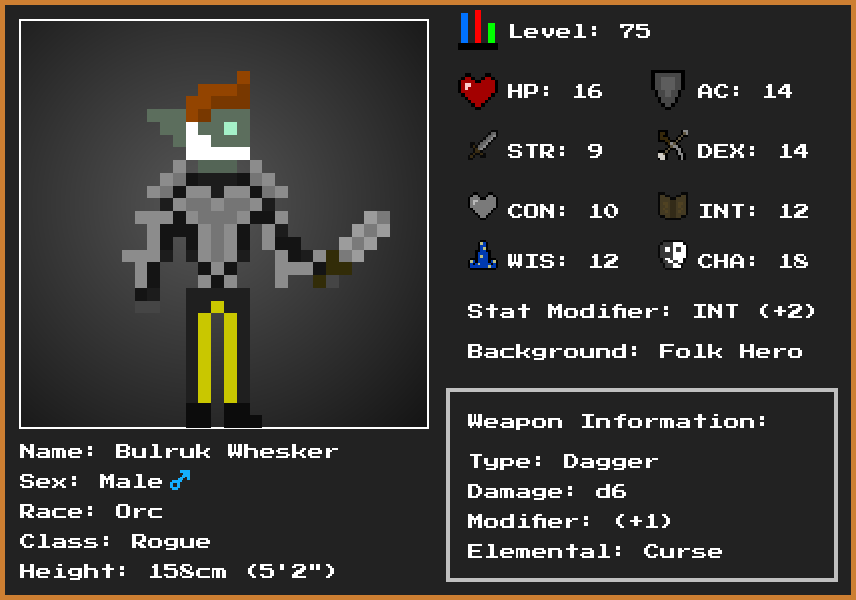 Level: 75
HP: 16 AC: 14
STR: 9 DEX: 14
CON: 10 INT: 12
WIS: 12 CHA: 18
Stat Modifier: INT (+2)
Background: Folk Hero
Weapon Information:
Type: Dagger
Damage: d6
Modifier: (+1)
Elemental: Curse
Name: Bulruk Whesker
Sex: Male ♂
Race: Orc
Class: Rogue
Height: 158cm (5'2")